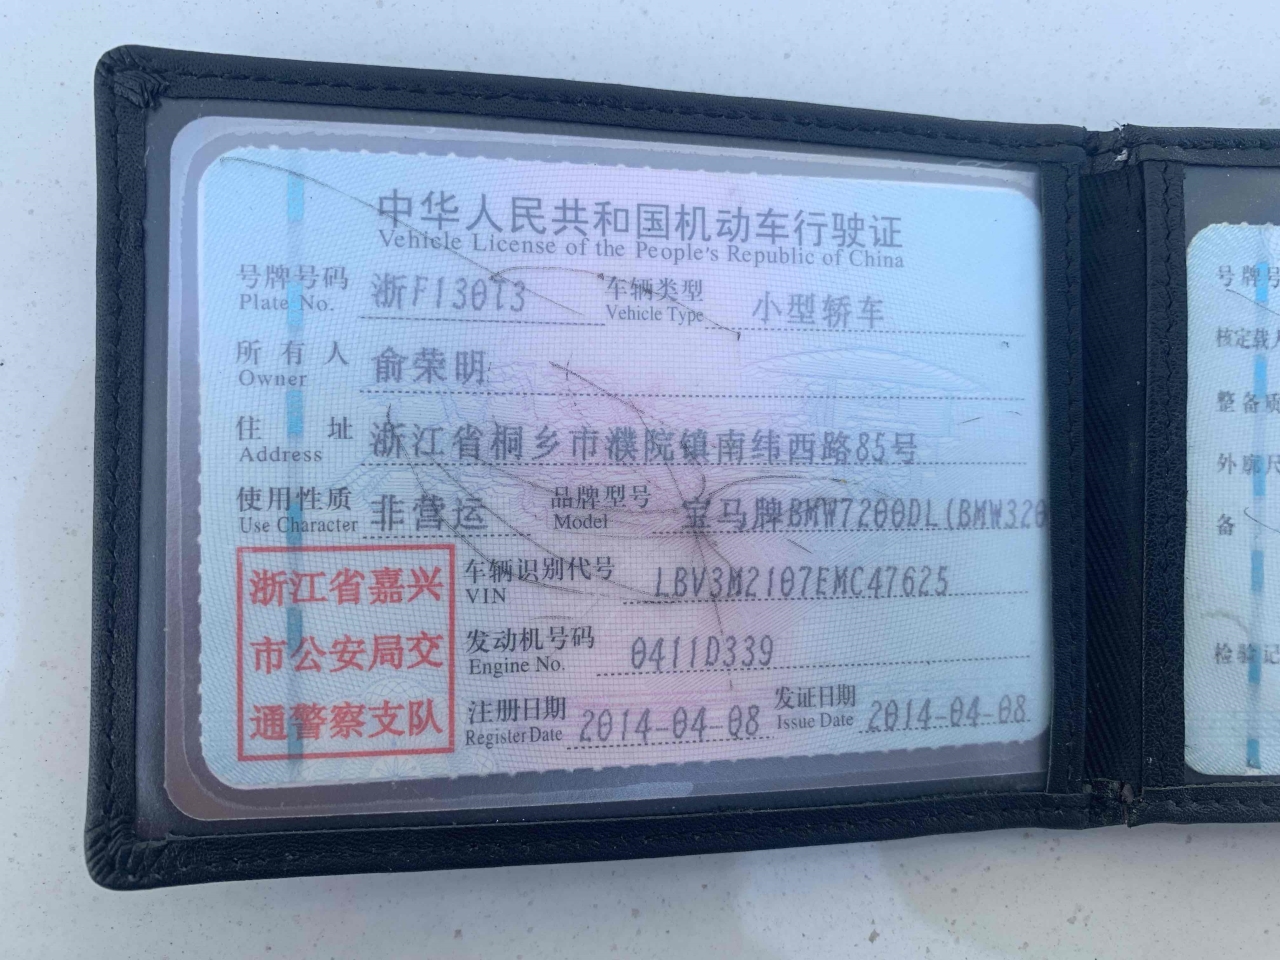 中华人民共和国机动车行驶证
Vehicle License of the People's Republic of China
号牌号码 浙F13013 车辆类型 小型轿车
Plate No. Vehicle Type
所有人 俞荣明
Owner
住址 浙江省桐乡市濮院镇南纬西路85号
Address
使用性质 非营运 品牌型号 宝马牌BMW7200DL(BMW320
Use Character Model
浙江省嘉兴
市公安局交
通警察支队
车辆识别代号 LBV3M2107EMC47625
VIN
发动机号码 0411D339
Engine No.
注册日期 2014-04-08 发证日期 2014-04-08
Register Date Issue Date
号牌号
核定载人
整备质
外廓尺
备
检验记